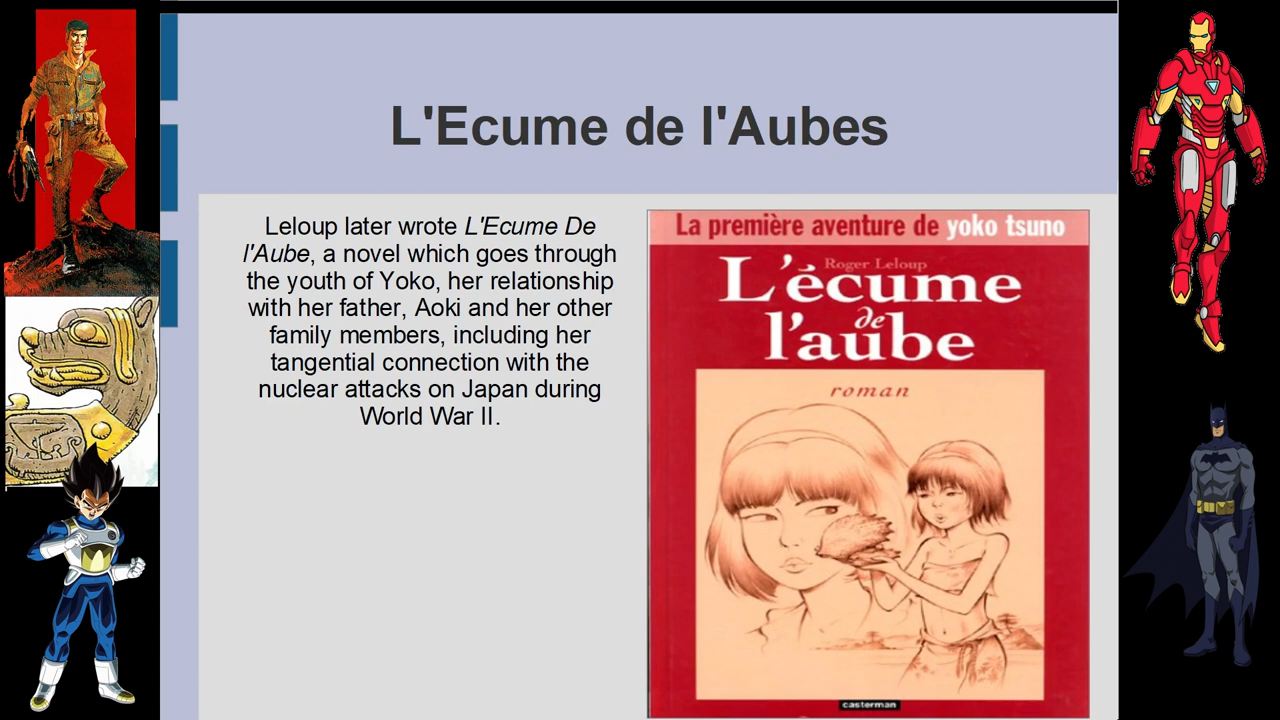 L'Ecume de l'Aubes
Leloup later wrote L'Ecume De
l'Aube, a novel which goes through
the youth of Yoko, her relationship
with her father, Aoki and her other
family members, including her
tangential connection with the
nuclear attacks on Japan during
World War II.
La première aventure de yoko tsuno
Roger Leloup
L'écume
de
l'aube
roman
casterman